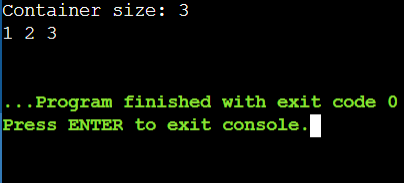 Container size: 3
1 2 3
...Program finished with exit code 0
Press ENTER to exit console.